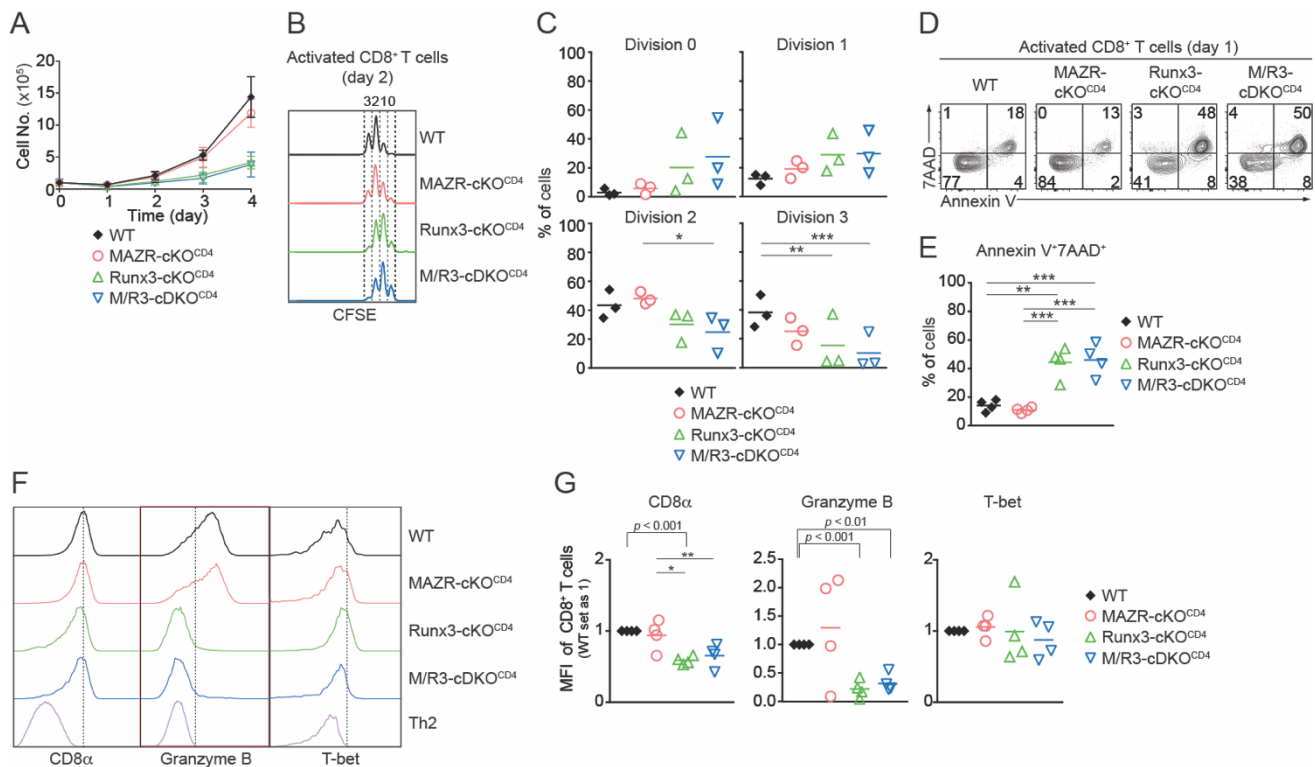 A
Cell No. (x10⁵)
20
15
10
5
0
0 1 2 3 4
Time (day)
WT
MAZR-cKO^CD4
Runx3-cKO^CD4
M/R3-cDKO^CD4
B
Activated CD8⁺ T cells
(day 2)
3210
WT
MAZR-cKO^CD4
Runx3-cKO^CD4
M/R3-cDKO^CD4
CFSE
C
% of cells
Division 0
Division 1
100
80
60
40
20
0
Division 2
Division 3
100
80
60
40
20
0
*
***
**
WT
MAZR-cKO^CD4
Runx3-cKO^CD4
M/R3-cDKO^CD4
D
Activated CD8⁺ T cells (day 1)
WT
MAZR-
cKO^CD4
Runx3-
cKO^CD4
M/R3-
cDKO^CD4
1 18
77 4
0 13
84 2
3 48
41 8
4 50
38 8
7AAD
Annexin V
E
Annexin V⁺7AAD⁺
% of cells
100
80
60
40
20
0
***
**
***
***
WT
MAZR-cKO^CD4
Runx3-cKO^CD4
M/R3-cDKO^CD4
F
WT
MAZR-cKO^CD4
Runx3-cKO^CD4
M/R3-cDKO^CD4
Th2
CD8α
Granzyme B
T-bet
G
MFI of CD8⁺ T cells
(WT set as 1)
CD8α
p < 0.001
**
*
2
1
0
Granzyme B
p < 0.01
p < 0.001
2.5
2.0
1.5
1.0
0.5
0.0
T-bet
2
1
0
WT
MAZR-cKO^CD4
Runx3-cKO^CD4
M/R3-cDKO^CD4